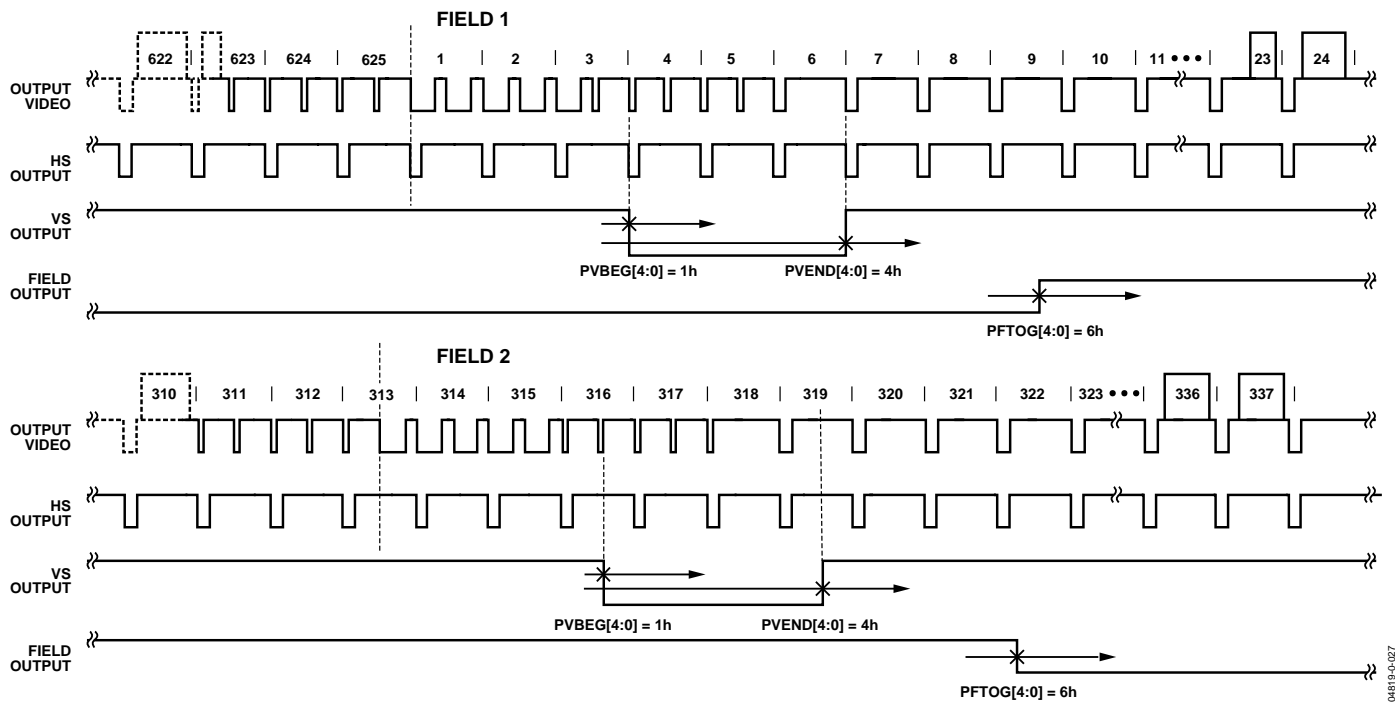 FIELD 1
622 623 624 625 1 2 3 4 5 6 7 8 9 10 11 ••• 23 24
OUTPUT
VIDEO
HS
OUTPUT
VS
OUTPUT
PVBEG[4:0] = 1h PVEND[4:0] = 4h
FIELD
OUTPUT
PFTOG[4:0] = 6h
FIELD 2
310 311 312 313 314 315 316 317 318 319 320 321 322 323 ••• 336 337
OUTPUT
VIDEO
HS
OUTPUT
VS
OUTPUT
PVBEG[4:0] = 1h PVEND[4:0] = 4h
FIELD
OUTPUT
PFTOG[4:0] = 6h
04819-0-027